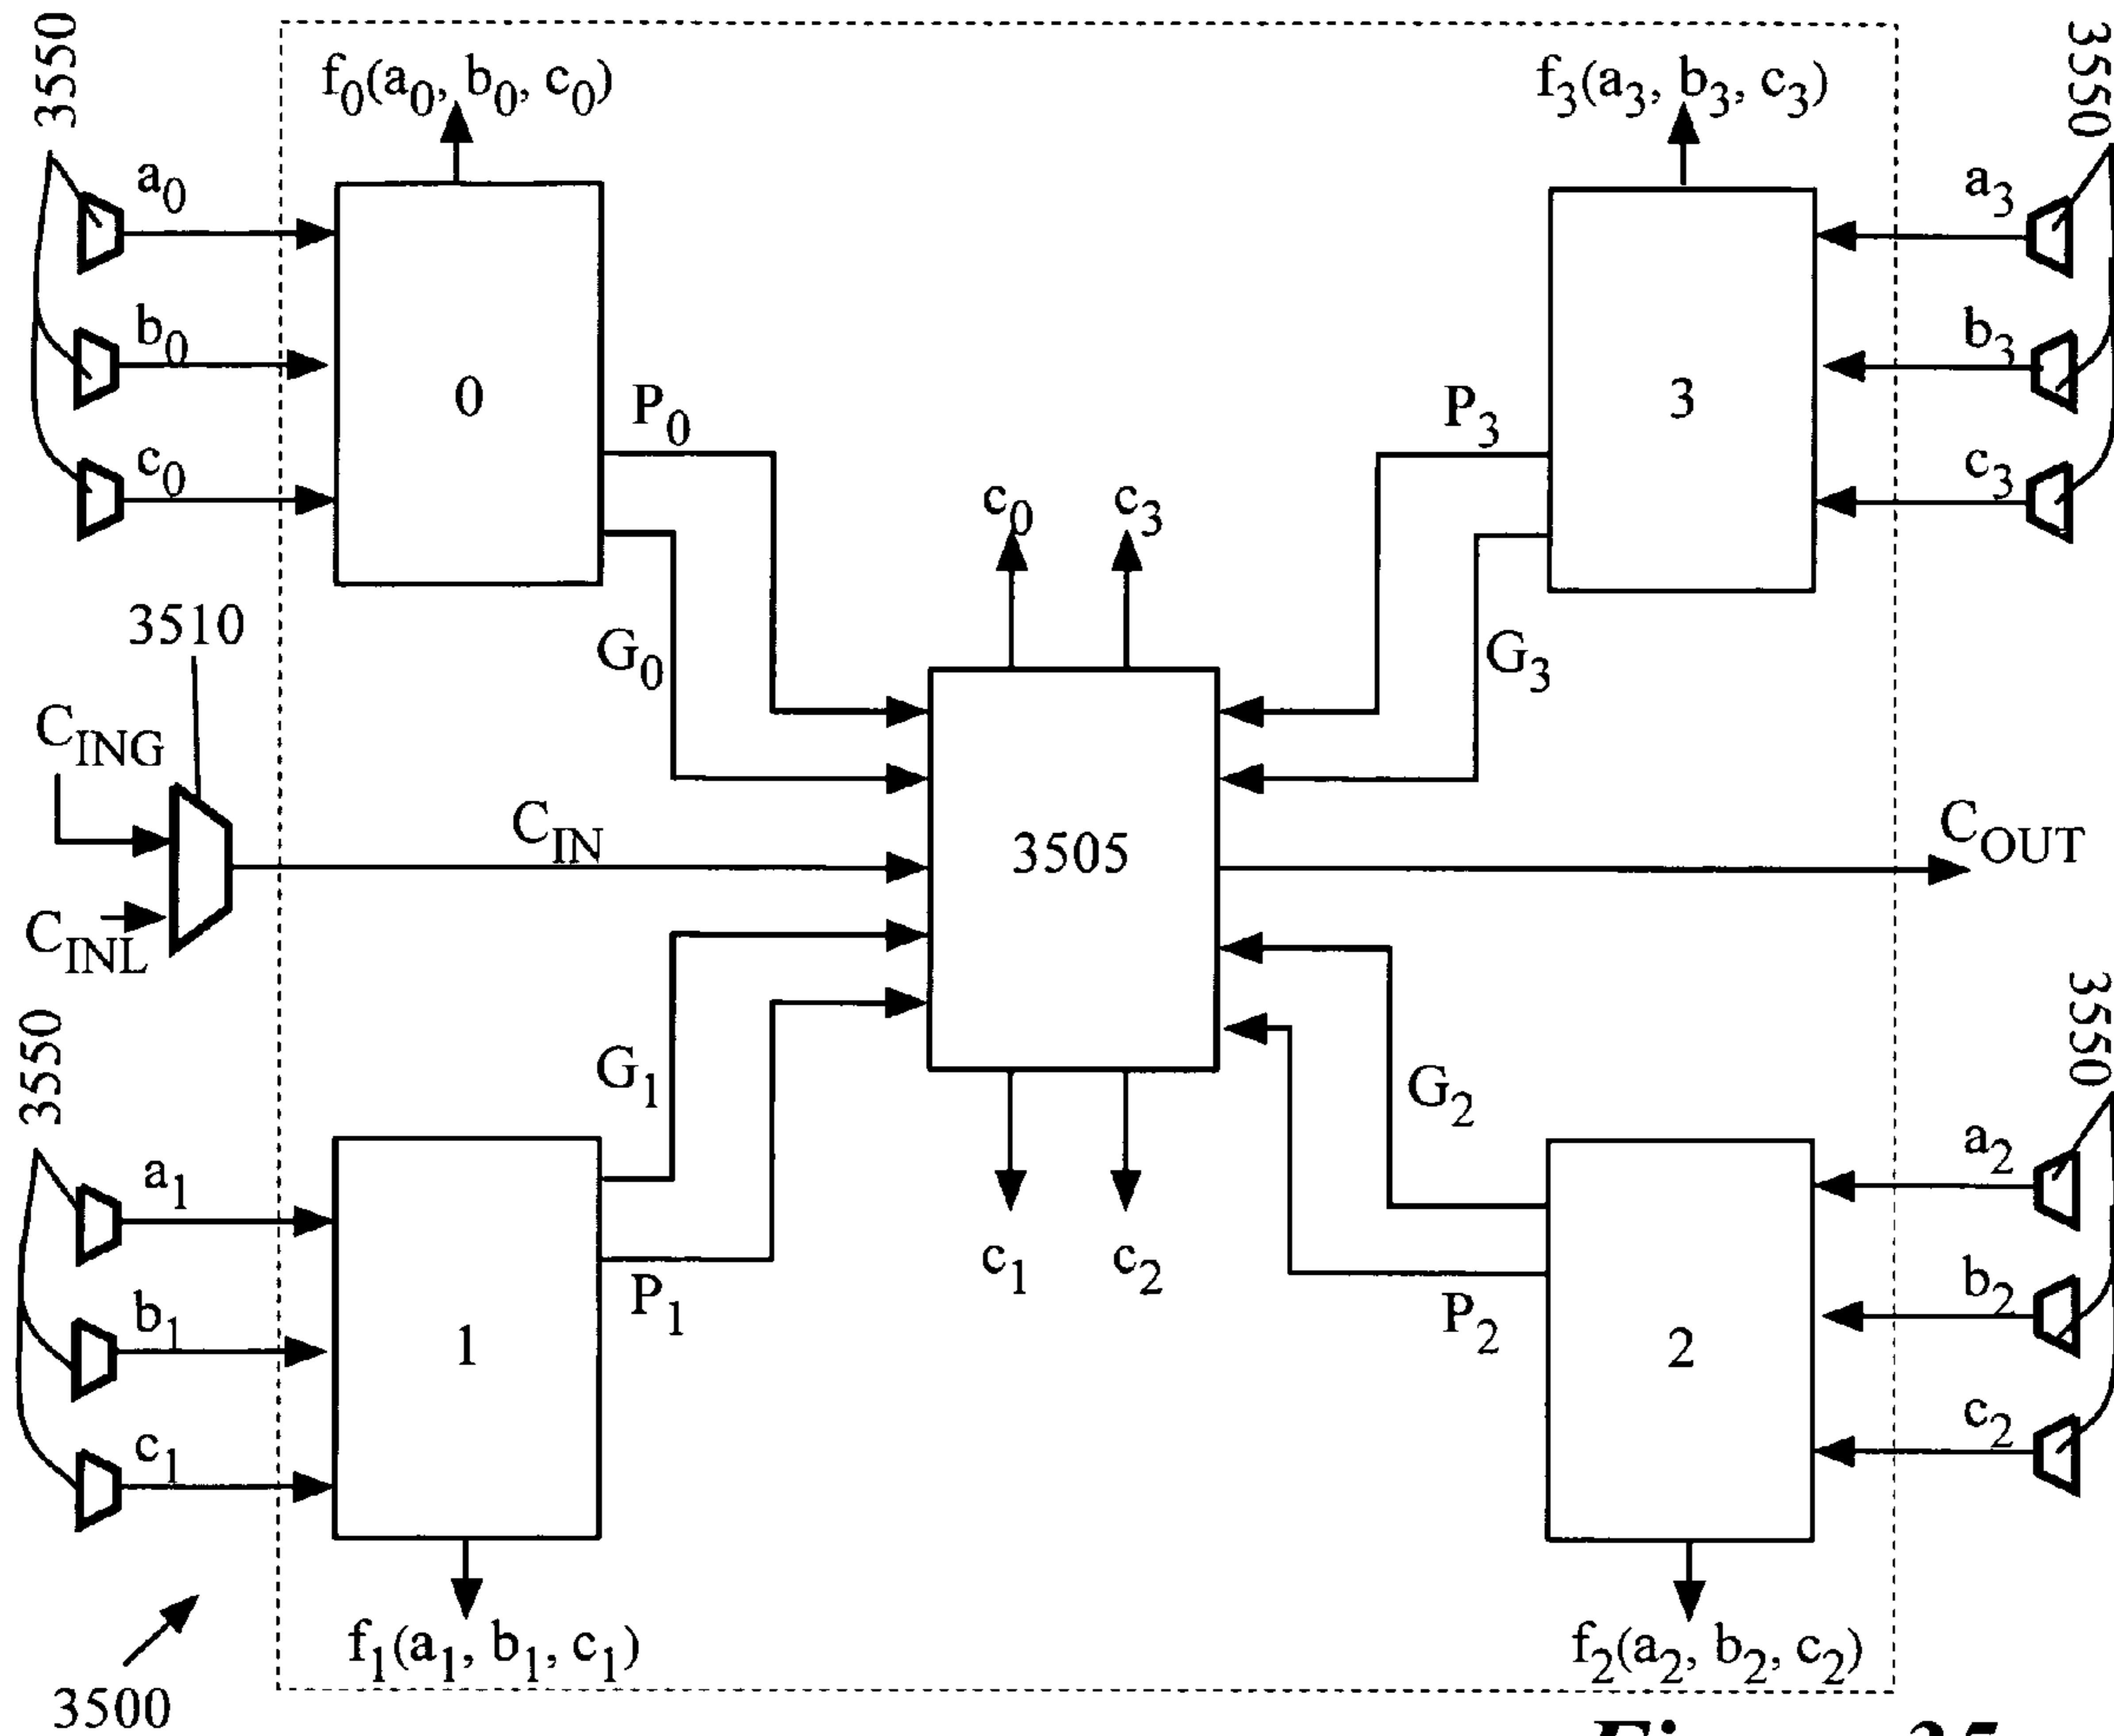 3550
3550
f0(a0, b0, c0)
f3(a3, b3, c3)
a0
a3
b0
b3
0
3
P0
P3
c0
c3
c0
c3
3510
G0
G3
CING
CIN
3505
COUT
CINL
3550
3550
G1
G2
a1
a2
c1
c2
b1
b2
P1
P2
1
2
c1
c2
f1(a1, b1, c1)
f2(a2, b2, c2)
3500